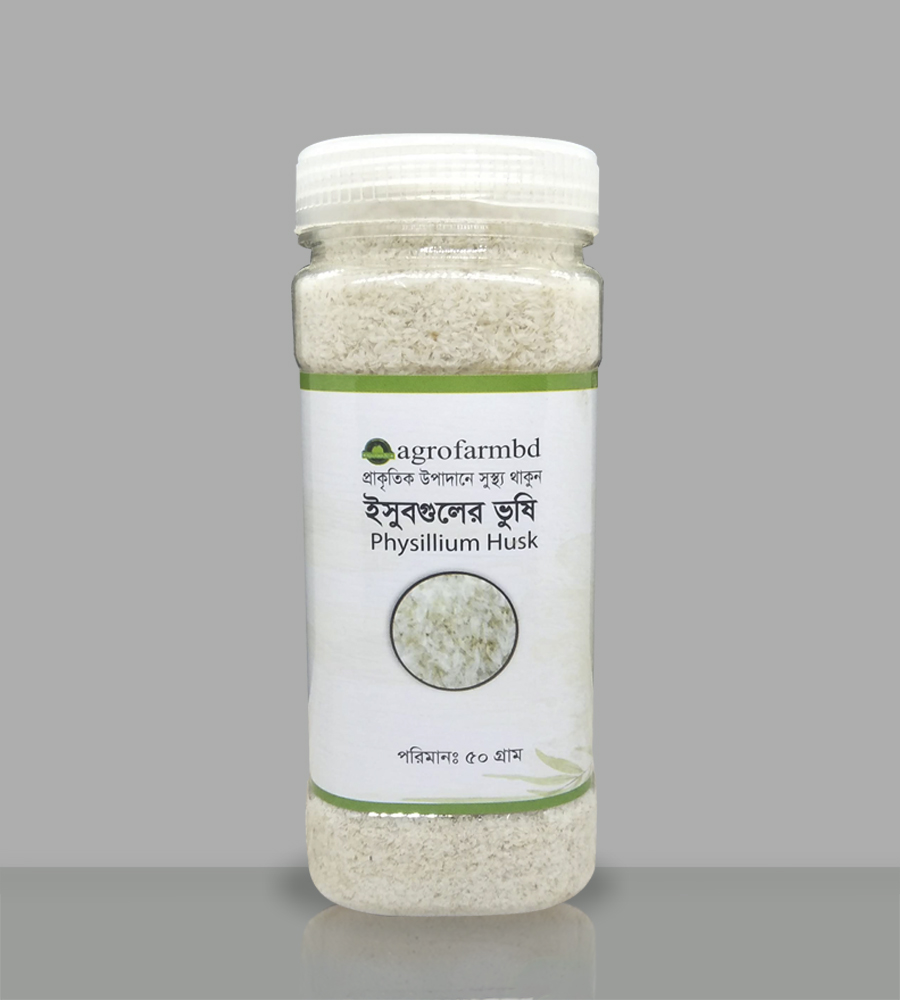 agrofarmbd
প্রাকৃতিক উপাদানে সুস্থ্য থাকুন
ইসুবগুলের ভুষি
Physillium Husk
পরিমানঃ ৫০ গ্রাম